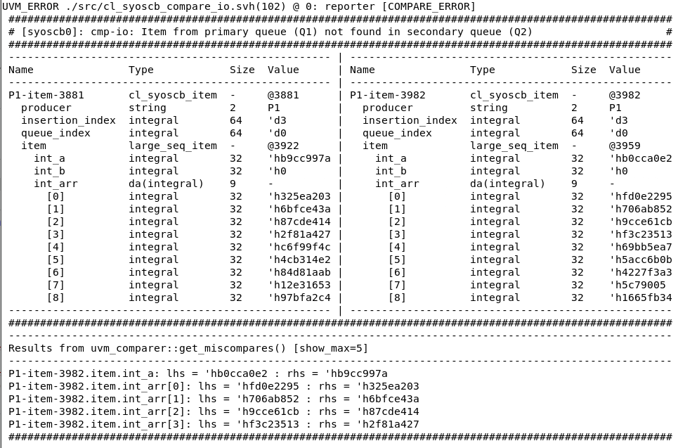 UVM_ERROR ./src/cl_syoscb_compare_io.svh(102) @ 0: reporter [COMPARE_ERROR]
####################################################################################################
# [syoscb0]: cmp-io: Item from primary queue (Q1) not found in secondary queue (Q2) #
####################################################################################################
--------------------------------------------------- | ---------------------------------------------------
Name Type Size Value | Name Type Size Value
--------------------------------------------------- | ---------------------------------------------------
P1-item-3881 cl_syoscb_item - @3881 | P1-item-3982 cl_syoscb_item - @3982
producer string 2 P1 | producer string 2 P1
insertion_index integral 64 'd3 | insertion_index integral 64 'd3
queue_index integral 64 'd0 | queue_index integral 64 'd0
item large_seq_item - @3922 | item large_seq_item - @3959
int_a integral 32 'hb9cc997a | int_a integral 32 'hb0cca0e2
int_b integral 32 'h0 | int_b integral 32 'h0
int_arr da(integral) 9 - | int_arr da(integral) 9 -
[0] integral 32 'h325ea203 | [0] integral 32 'hfd0e2295
[1] integral 32 'h6bfce43a | [1] integral 32 'h706ab852
[2] integral 32 'h87cde414 | [2] integral 32 'h9cce61cb
[3] integral 32 'h2f81a427 | [3] integral 32 'hf3c23513
[4] integral 32 'hc6f99f4c | [4] integral 32 'h69bb5ea7
[5] integral 32 'h4cb314e2 | [5] integral 32 'h5acc6b0b
[6] integral 32 'h84d81aab | [6] integral 32 'h4227f3a3
[7] integral 32 'h12e31653 | [7] integral 32 'h5c79005
[8] integral 32 'h97bfa2c4 | [8] integral 32 'h1665fb34
--------------------------------------------------- | ---------------------------------------------------
####################################################################################################
----------------------------------------------------------------------------------------------------
Results from uvm_comparer::get_miscompares() [show_max=5]
----------------------------------------------------------------------------------------------------
P1-item-3982.item.int_a: lhs = 'hb0cca0e2 : rhs = 'hb9cc997a
P1-item-3982.item.int_arr[0]: lhs = 'hfd0e2295 : rhs = 'h325ea203
P1-item-3982.item.int_arr[1]: lhs = 'h706ab852 : rhs = 'h6bfce43a
P1-item-3982.item.int_arr[2]: lhs = 'h9cce61cb : rhs = 'h87cde414
P1-item-3982.item.int_arr[3]: lhs = 'hf3c23513 : rhs = 'h2f81a427
####################################################################################################